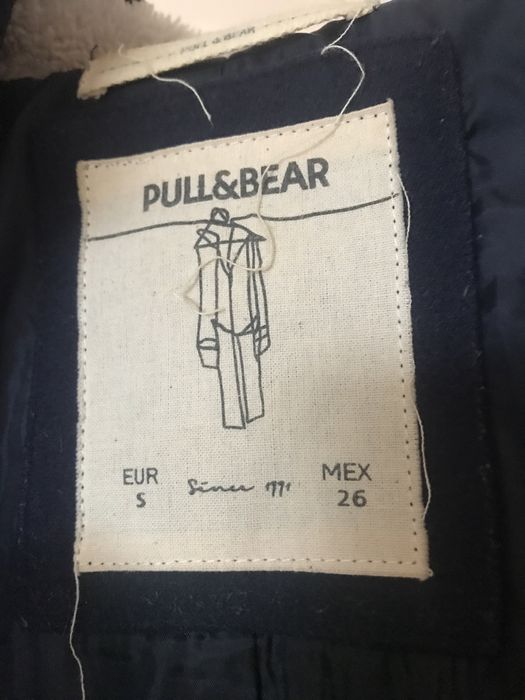 PULL & BEAR
PULL&BEAR
EUR
S
Since 1991
MEX
26